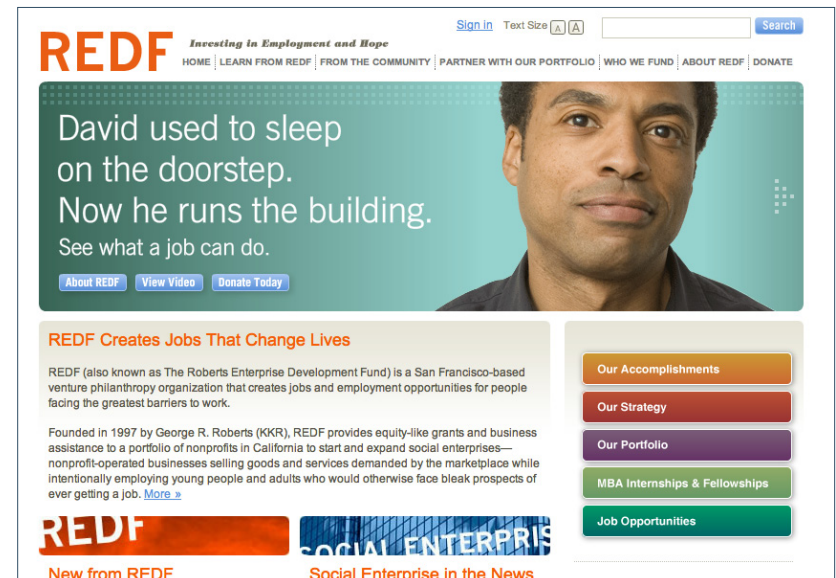 Sign in Text Size A A Search
REDF Investing in Employment and Hope
HOME LEARN FROM REDF FROM THE COMMUNITY PARTNER WITH OUR PORTFOLIO WHO WE FUND ABOUT REDF DONATE
David used to sleep
on the doorstep.
Now he runs the building.
See what a job can do.
About REDF View Video Donate Today
REDF Creates Jobs That Change Lives
REDF (also known as The Roberts Enterprise Development Fund) is a San Francisco-based
venture philanthropy organization that creates jobs and employment opportunities for people
facing the greatest barriers to work.
Founded in 1997 by George R. Roberts (KKR), REDF provides equity-like grants and business
assistance to a portfolio of nonprofits in California to start and expand social enterprises—
nonprofit-operated businesses selling goods and services demanded by the marketplace while
intentionally employing young people and adults who would otherwise face bleak prospects of
ever getting a job. More »
Our Accomplishments
Our Strategy
Our Portfolio
MBA Internships & Fellowships
Job Opportunities
REDF
SOCIAL ENTERPRIS
New from REDF
Social Enterprise in the News